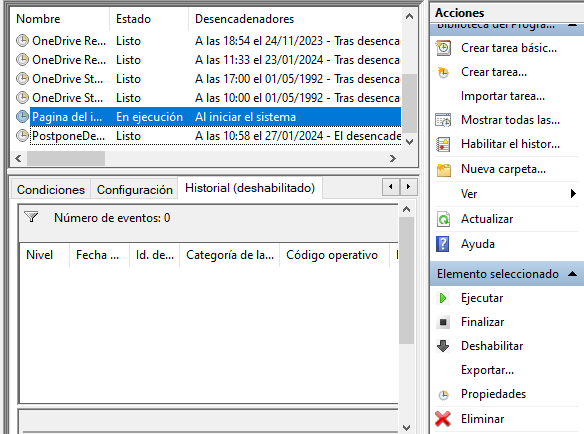 Nombre Estado Desencadenadores
OneDrive Re... Listo A las 18:54 el 24/11/2023 - Tras desenca
OneDrive Re... Listo A las 11:33 el 23/01/2024 - Tras desenca
OneDrive St... Listo A las 17:00 el 01/05/1992 - Tras desenca
OneDrive St... Listo A las 10:00 el 01/05/1992 - Tras desenca
Pagina del i... En ejecución Al iniciar el sistema
PostponeDe... Listo A las 10:58 el 27/01/2024 - El desencade
Condiciones Configuración Historial (deshabilitado)
Número de eventos: 0
Nivel Fecha ... Id. de... Categoría de la... Código operativo
Acciones
Biblioteca del Progra...
Crear tarea básic...
Crear tarea...
Importar tarea...
Mostrar todas las...
Habilitar el histor...
Nueva carpeta...
Ver
Actualizar
Ayuda
Elemento seleccionado
Ejecutar
Finalizar
Deshabilitar
Exportar...
Propiedades
Eliminar